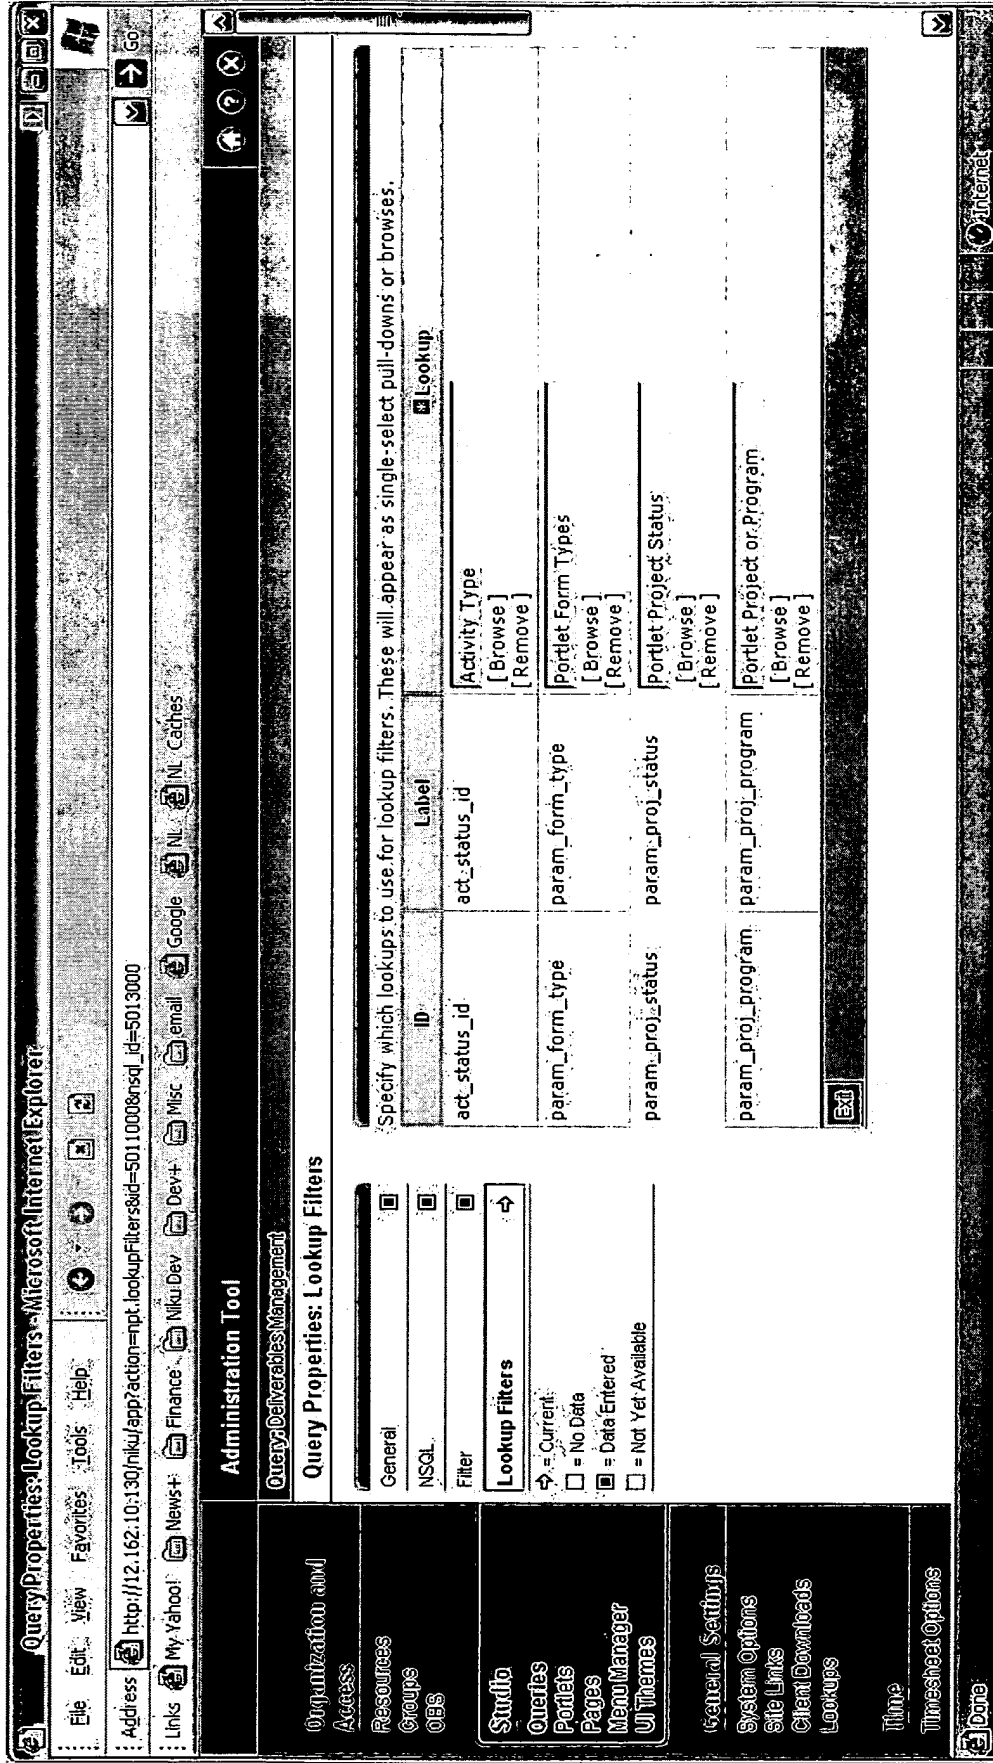 Query Properties: Lookup Filters - Microsoft Internet Explorer
File Edit View Favorites Tools Help
Address http://12.162.10.130/niku/app?action=npt.lookupFilters&id=5011000&nsql_id=5013000 Go
Links My Yahoo! News+ Finance Niku Dev Dev+ Misc email Google NL NL Caches
Administration Tool
Organization and
Access
Resources
Groups
OBS
Studio
Queries
Portlets
Pages
Menu Manager
UI Themes
General Settings
System Options
Site Links
Client Downloads
Lookups
Time
Timesheet Options
Query: Deliverables Management
Query Properties: Lookup Filters
General
NSQL
Filter
Lookup Filters
= Current
= No Data
= Data Entered
= Not Yet Available
Specify which lookups to use for lookup filters. These will appear as single-select pull-downs or browses.
ID Label Lookup
act_status_id act_status_id Activity Type
[ Browse ]
[ Remove ]
param_form_type param_form_type Portlet Form Types
[ Browse ]
[ Remove ]
param_proj_status param_proj_status Portlet Project Status
[ Browse ]
[ Remove ]
param_proj_program param_proj_program Portlet Project or Program
[ Browse ]
[ Remove ]
Exit
Done Internet